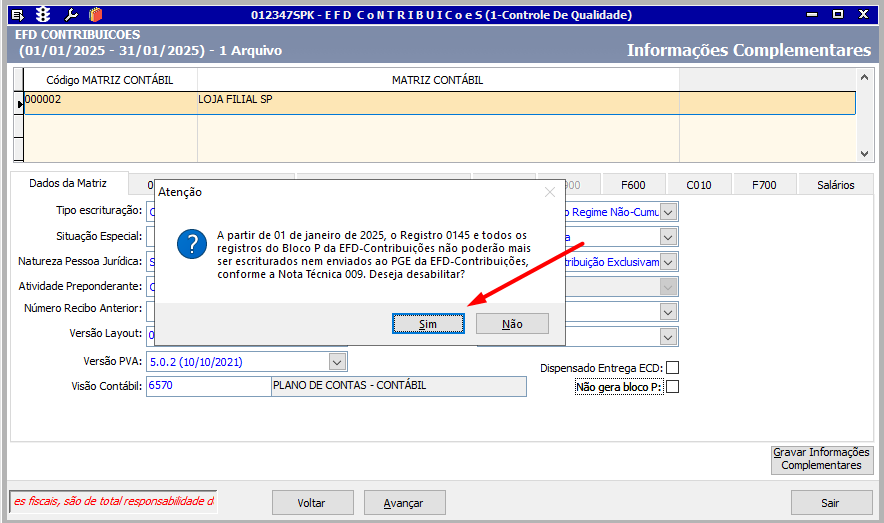 012347SPK - E F D C o N T R I B U I C o e S (1-Controle De Qualidade)
EFD CONTRIBUICOES
(01/01/2025 - 31/01/2025) - 1 Arquivo
Informações Complementares
Código MATRIZ CONTÁBIL MATRIZ CONTÁBIL
000002 LOJA FILIAL SP
Dados da Matriz 0 900 F600 C010 F700 Salários
Atenção
A partir de 01 de janeiro de 2025, o Registro 0145 e todos os
registros do Bloco P da EFD-Contribuições não poderão mais
ser escriturados nem enviados ao PGE da EFD-Contribuições,
conforme a Nota Técnica 009. Deseja desabilitar?
Sim Não
Tipo escrituração: o Regime Não-Cumu
Situação Especial: a
Natureza Pessoa Jurídica: S tribuição Exclusivam
Atividade Preponderante:
Número Recibo Anterior:
Versão Layout: 0
Versão PVA: 5.0.2 (10/10/2021)
Dispensado Entrega ECD:
Visão Contábil: 6570 PLANO DE CONTAS - CONTÁBIL
Não gera bloco P:
Gravar Informações
Complementares
es fiscais, são de total responsabilidade d
Voltar Avançar Sair